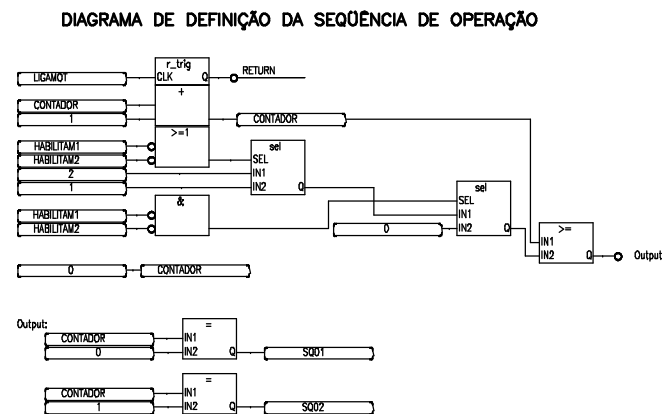 DIAGRAMA DE DEFINIÇÃO DA SEQÜÊNCIA DE OPERAÇÃO
r_trig
LIGAMOT CLK Q RETURN
+
CONTADOR
1 CONTADOR
>=1
HABILITAM1 sel
HABILITAM2 SEL
2 IN1
1 IN2 Q
sel
& SEL
HABILITAM1 IN1
HABILITAM2 0 IN2 Q
>=
IN1
IN2 Q Output
0 CONTADOR
Output:
=
CONTADOR IN1
0 IN2 Q SQ01
=
CONTADOR IN1
1 IN2 Q SQ02